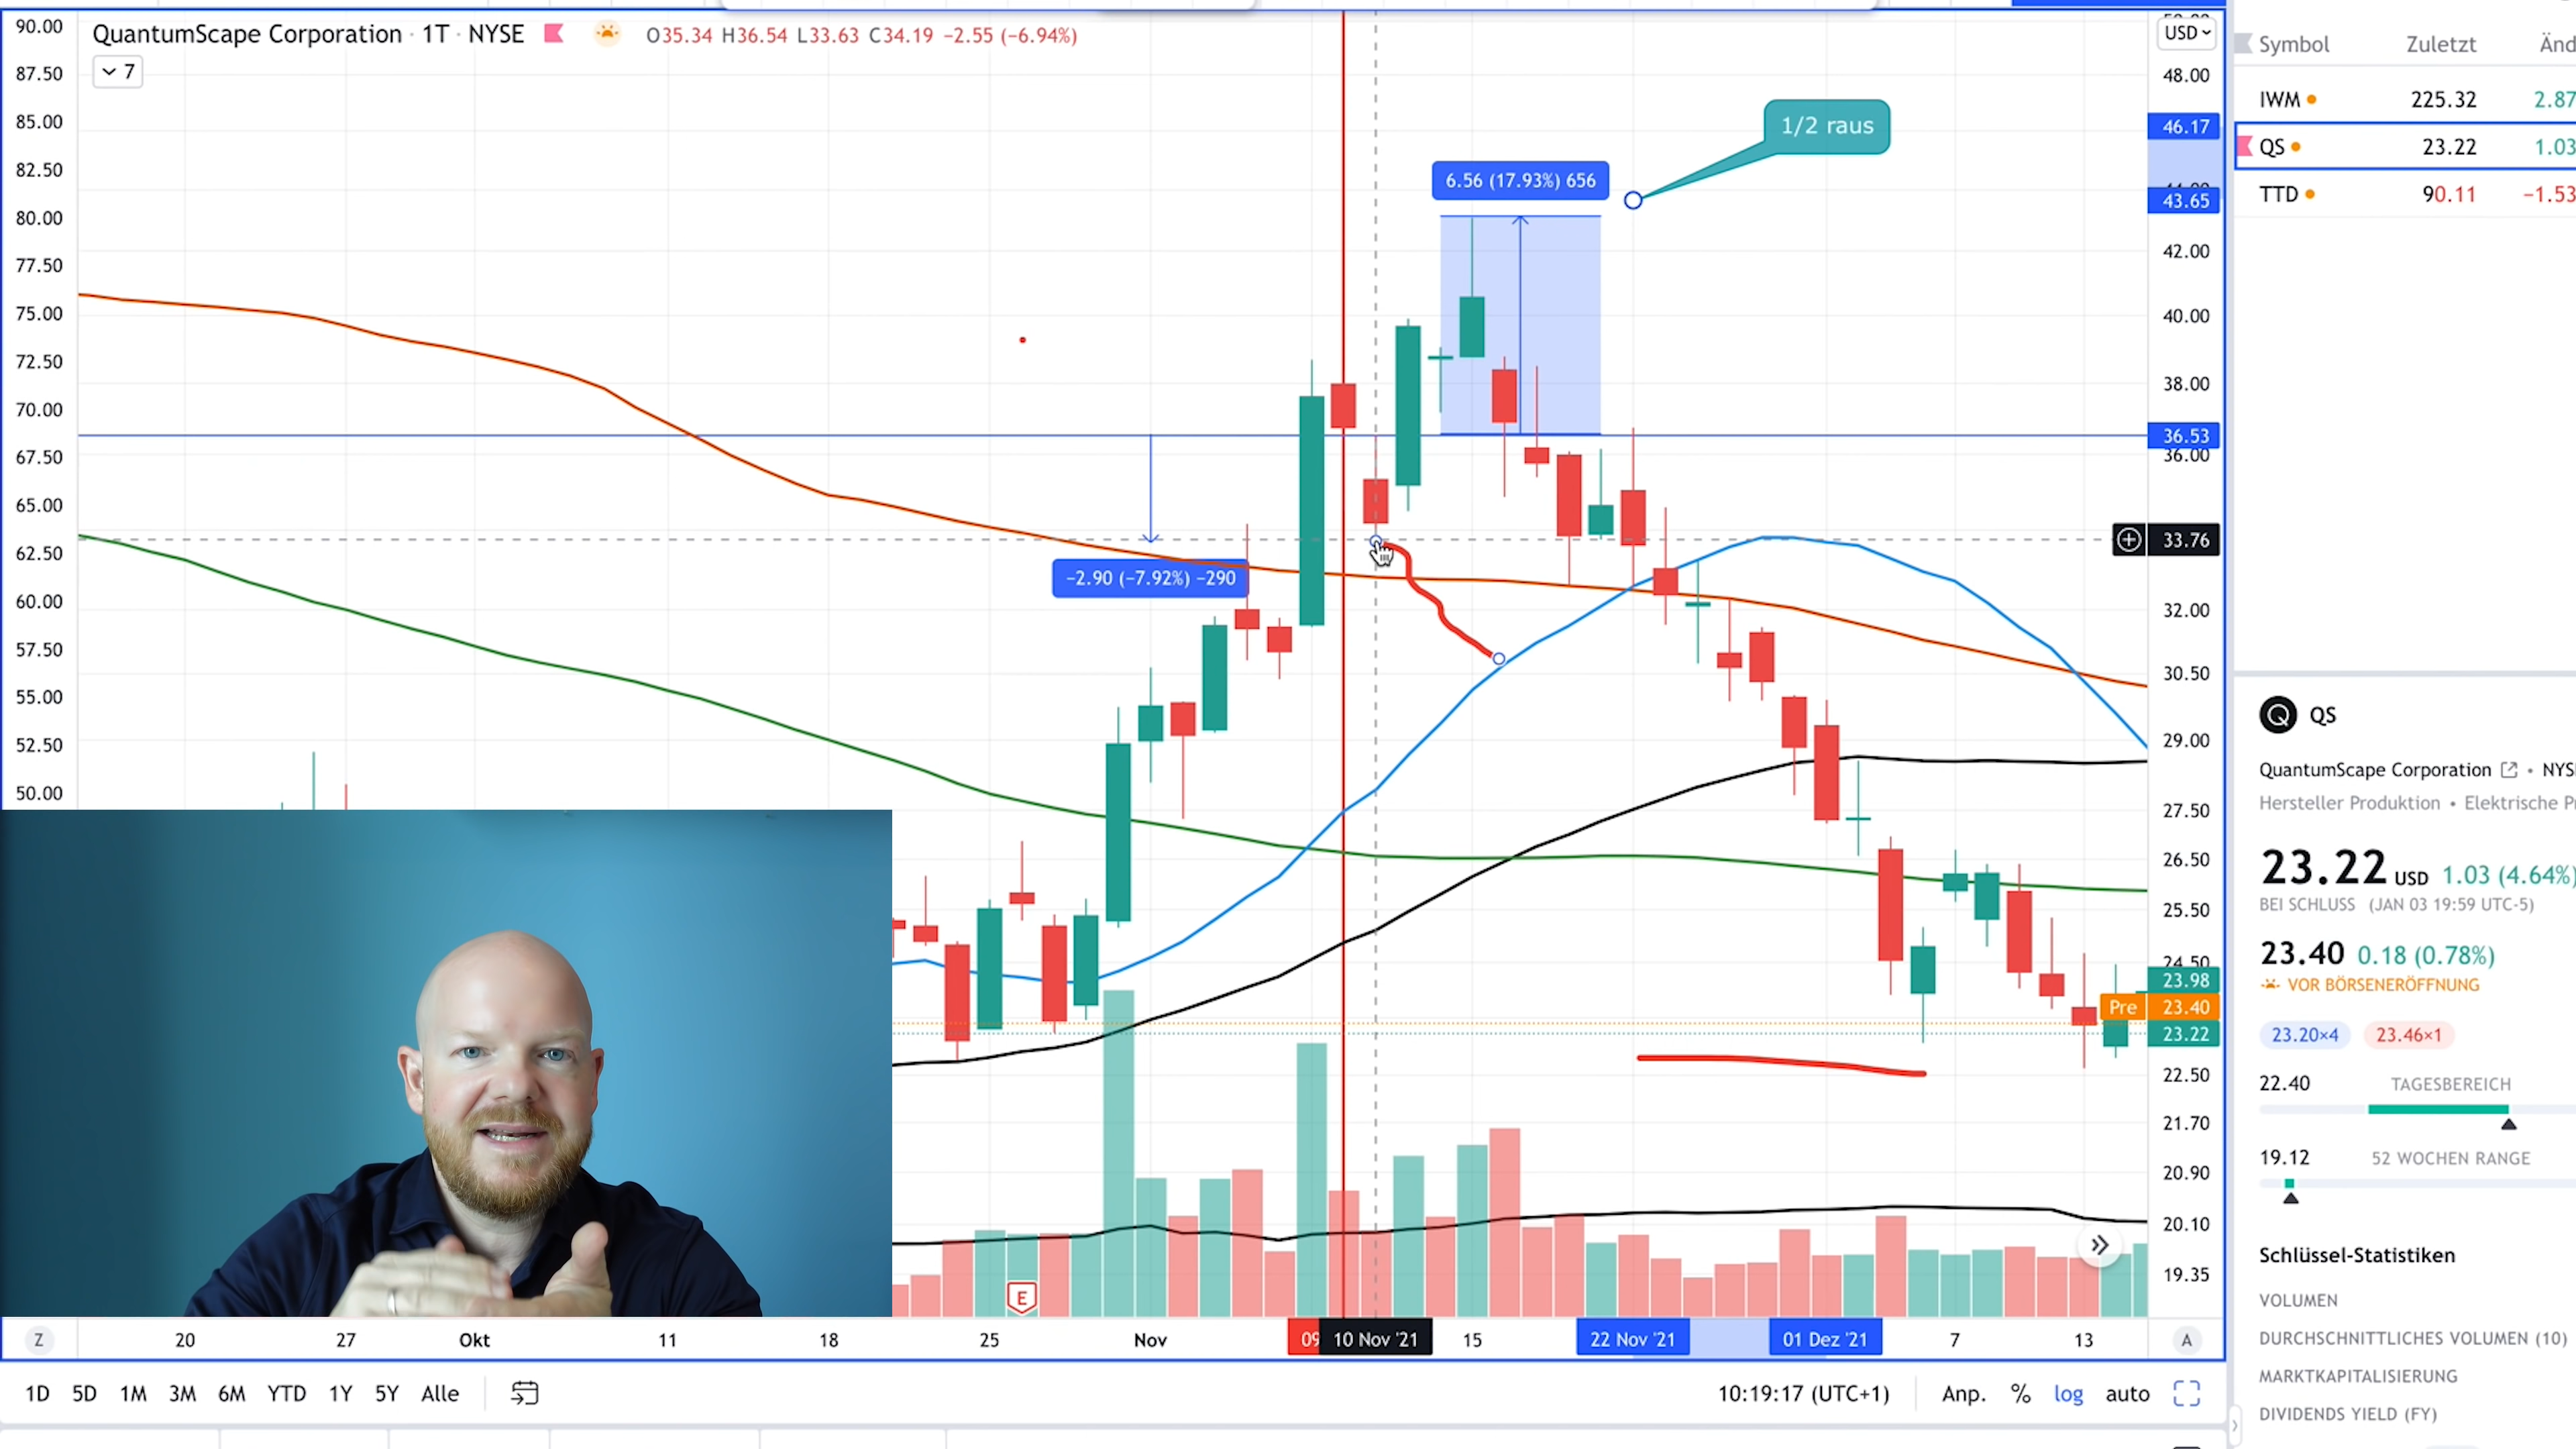 QuantumScape Corporation · 1T · NYSE O35.34 H36.54 L33.63 C34.19 −2.55 (−6.94%)
7
90.00
87.50
85.00
82.50
80.00
77.50
75.00
72.50
70.00
67.50
65.00
62.50
60.00
57.50
55.00
52.50
50.00
1/2 raus
6.56 (17.93%) 656
−2.90 (−7.92%) −290
E
USD
48.00
46.17
43.65
42.00
40.00
38.00
36.53
36.00
33.76
32.00
30.50
29.00
27.50
26.50
25.50
24.50
23.98
Pre 23.40
23.22
22.50
21.70
20.90
20.10
19.35
Z 20 27 Okt 11 18 25 Nov 09 10 Nov '21 15 22 Nov '21 01 Dez '21 7 13 A
1D 5D 1M 3M 6M YTD 1Y 5Y Alle 10:19:17 (UTC+1) Anp. % log auto
Symbol Zuletzt Änd
IWM 225.32 2.87
QS 23.22 1.03
TTD 90.11 −1.53
QS
QuantumScape Corporation • NYS
Hersteller Produktion • Elektrische P
23.22 USD 1.03 (4.64%)
BEI SCHLUSS (JAN 03 19:59 UTC-5)
23.40 0.18 (0.78%)
VOR BÖRSENERÖFFNUNG
23.20×4 23.46×1
22.40 TAGESBEREICH
19.12 52 WOCHEN RANGE
Schlüssel-Statistiken
VOLUMEN
DURCHSCHNITTLICHES VOLUMEN (10)
MARKTKAPITALISIERUNG
DIVIDENDS YIELD (FY)